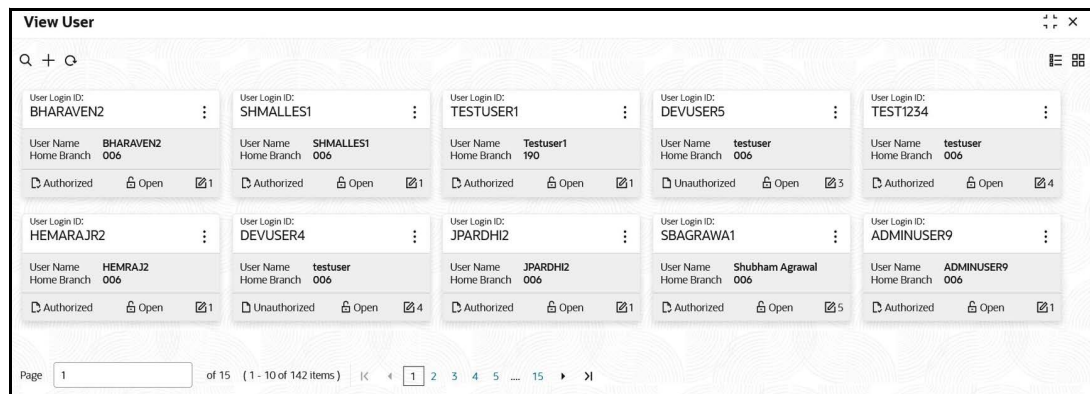 View User
User Login ID:
BHARAVEN2
User Name BHARAVEN2
Home Branch 006
Authorized Open 1
User Login ID:
SHMALLES1
User Name SHMALLES1
Home Branch 006
Authorized Open 1
User Login ID:
TESTUSER1
User Name Testuser1
Home Branch 190
Authorized Open 1
User Login ID:
DEVUSER5
User Name testuser
Home Branch 006
Unauthorized Open 3
User Login ID:
TEST1234
User Name testuser
Home Branch 006
Authorized Open 4
User Login ID:
HEMARAJR2
User Name HEMRAJ2
Home Branch 006
Authorized Open 1
User Login ID:
DEVUSER4
User Name testuser
Home Branch 006
Unauthorized Open 4
User Login ID:
JPARDHI2
User Name JPARDHI2
Home Branch 006
Authorized Open 1
User Login ID:
SBAGRAWA1
User Name Shubham Agrawal
Home Branch 006
Authorized Open 5
User Login ID:
ADMINUSER9
User Name ADMINUSER9
Home Branch 006
Authorized Open 1
Page 1 of 15 (1 - 10 of 142 items) 1 2 3 4 5 .... 15